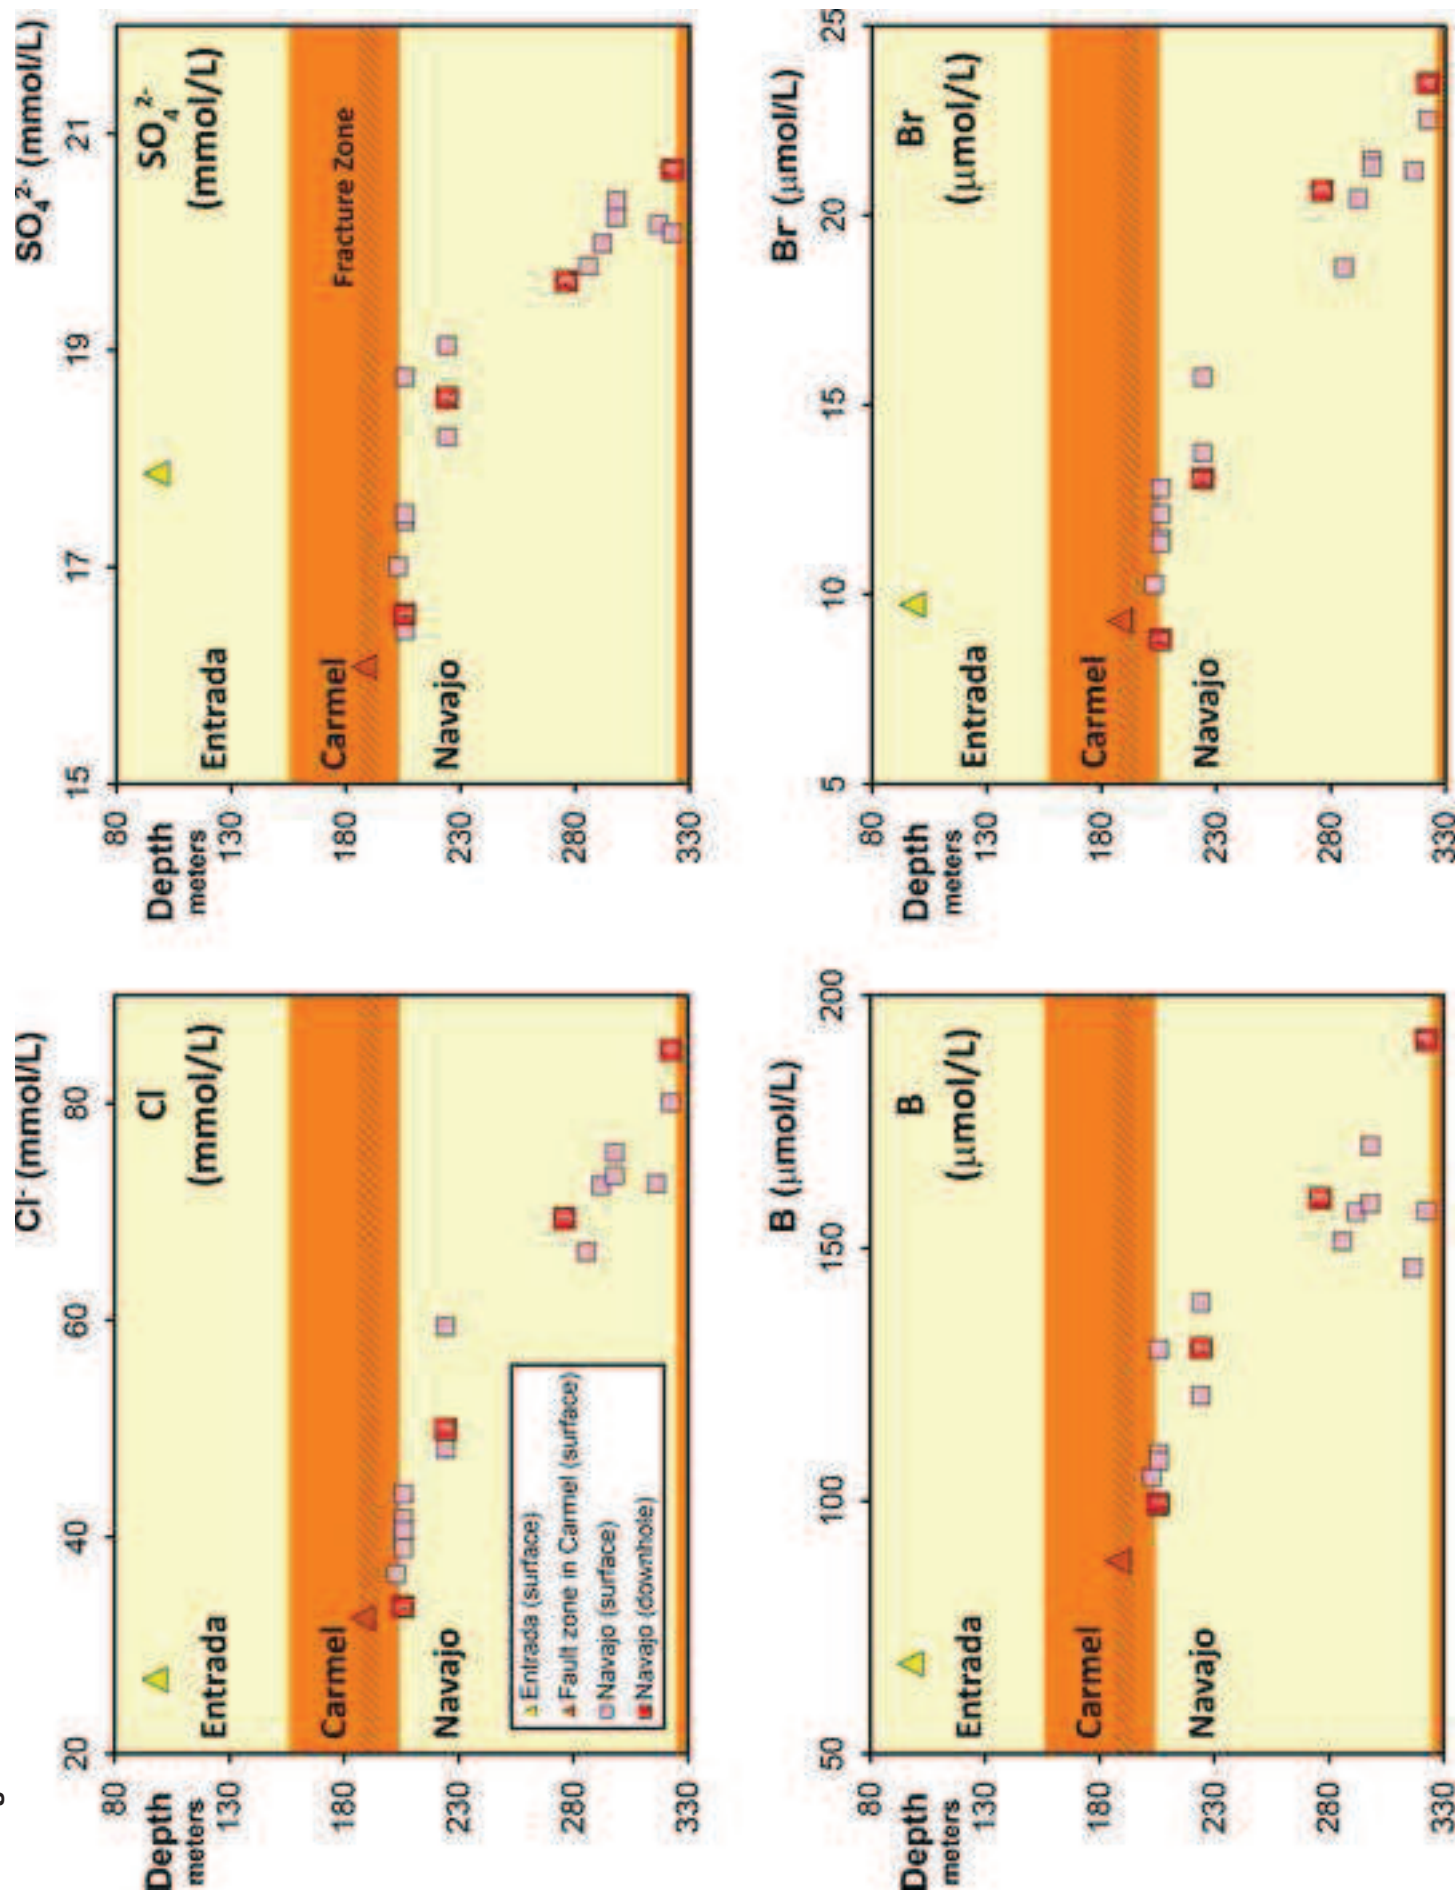 Cl- (mmol/L)
20
40
60
80
80
130
180
230
280
330
Depth
meters
Cl
(mmol/L)
Entrada
Carmel
Navajo
Entrada (surface)
Fault zone in Carmel (surface)
Navajo (surface)
Navajo (downhole)
SO₄²⁻ (mmol/L)
15
17
19
21
80
130
180
230
280
330
Depth
meters
SO₄²⁻
(mmol/L)
Entrada
Carmel
Fracture Zone
Navajo
B (µmol/L)
50
100
150
200
80
130
180
230
280
330
Depth
meters
B
(µmol/L)
Entrada
Carmel
Navajo
Br- (µmol/L)
5
10
15
20
25
80
130
180
230
280
330
Depth
meters
Br
(µmol/L)
Entrada
Carmel
Navajo